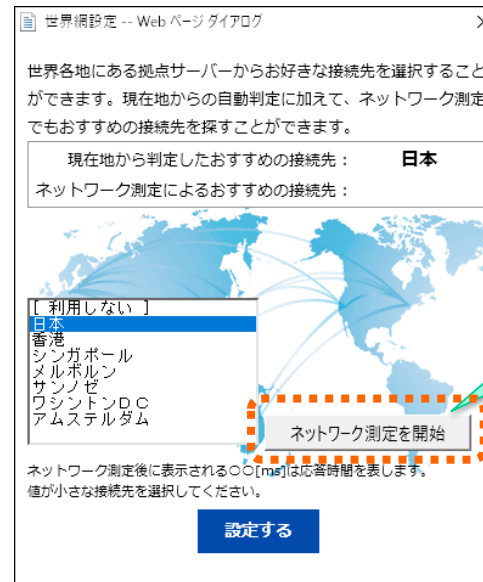 世界網設定 -- Web ページ ダイアログ
世界各地にある拠点サーバーからお好きな接続先を選択すること
ができます。現在地からの自動判定に加えて、ネットワーク測定
でもおすすめの接続先を探すことができます。
現在地から判定したおすすめの接続先： 日本
ネットワーク測定によるおすすめの接続先：
[ 利用しない ]
日本
香港
シンガポール
メルボルン
サンノゼ
ワシントンＤＣ
アムステルダム
ネットワーク測定を開始
ネットワーク測定後に表示される○○[ms]は応答時間を表します。
値が小さな接続先を選択してください。
設定する